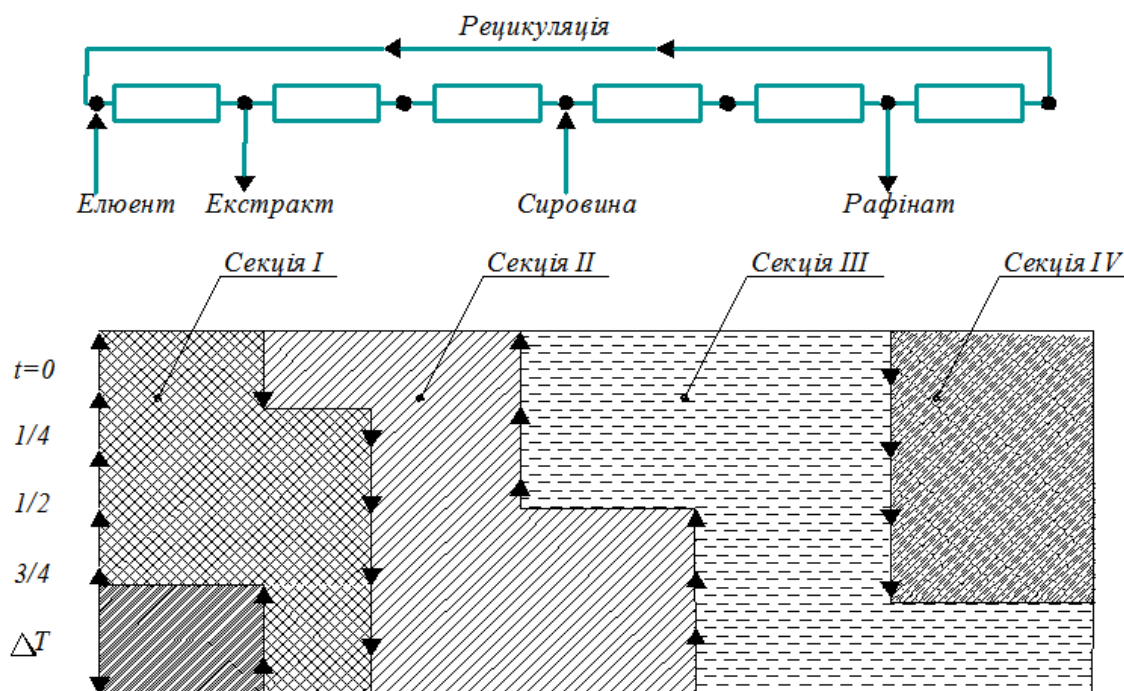 Рецикуляція
Елюент Екстракт Сировина Рафінат
Секція I Секція II Секція III Секція IV
t=0
1/4
1/2
3/4
△T